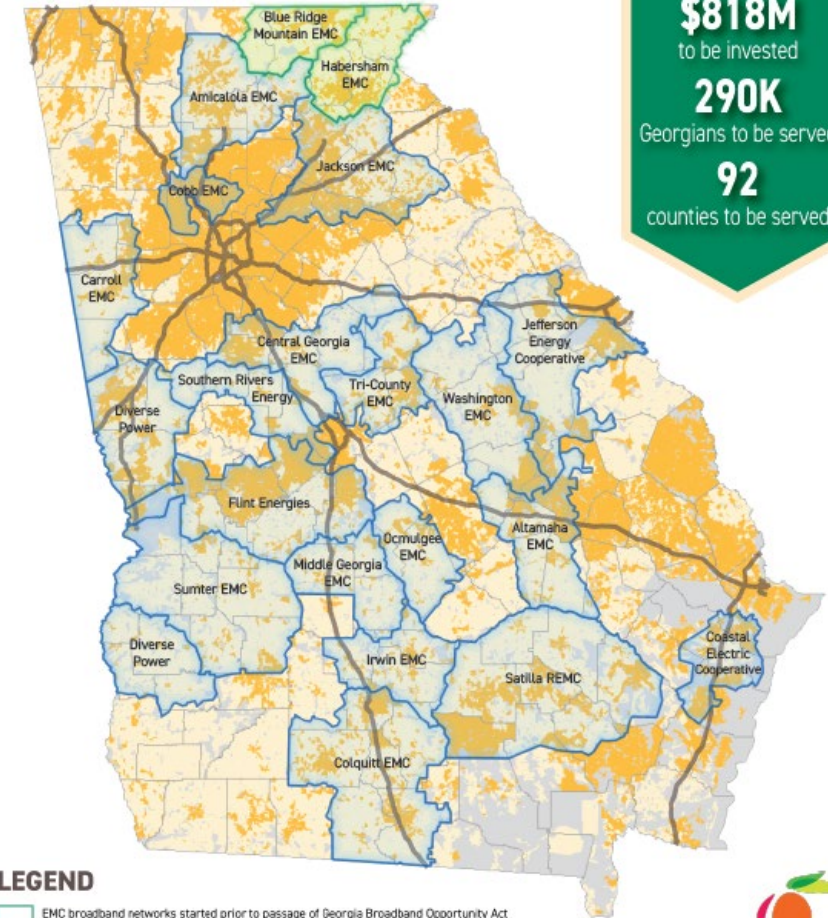 Blue Ridge
Mountain EMC
Habersham
EMC
Amicalola EMC
Jackson EMC
Cobb EMC
Carroll
EMC
Central Georgia
EMC
Jefferson
Energy
Cooperative
Southern Rivers
Energy
Tri-County
EMC
Washington
EMC
Diverse
Power
Flint Energies
Ocmulgee
EMC
Altamaha
EMC
Middle Georgia
EMC
Sumter EMC
Diverse
Power
Irwin EMC
Satilla REMC
Coastal
Electric
Cooperative
Colquitt EMC
$818M
to be invested
290K
Georgians to be serve
92
counties to be served
LEGEND
EMC broadband networks started prior to passage of Georgia Broadband Opportunity Act